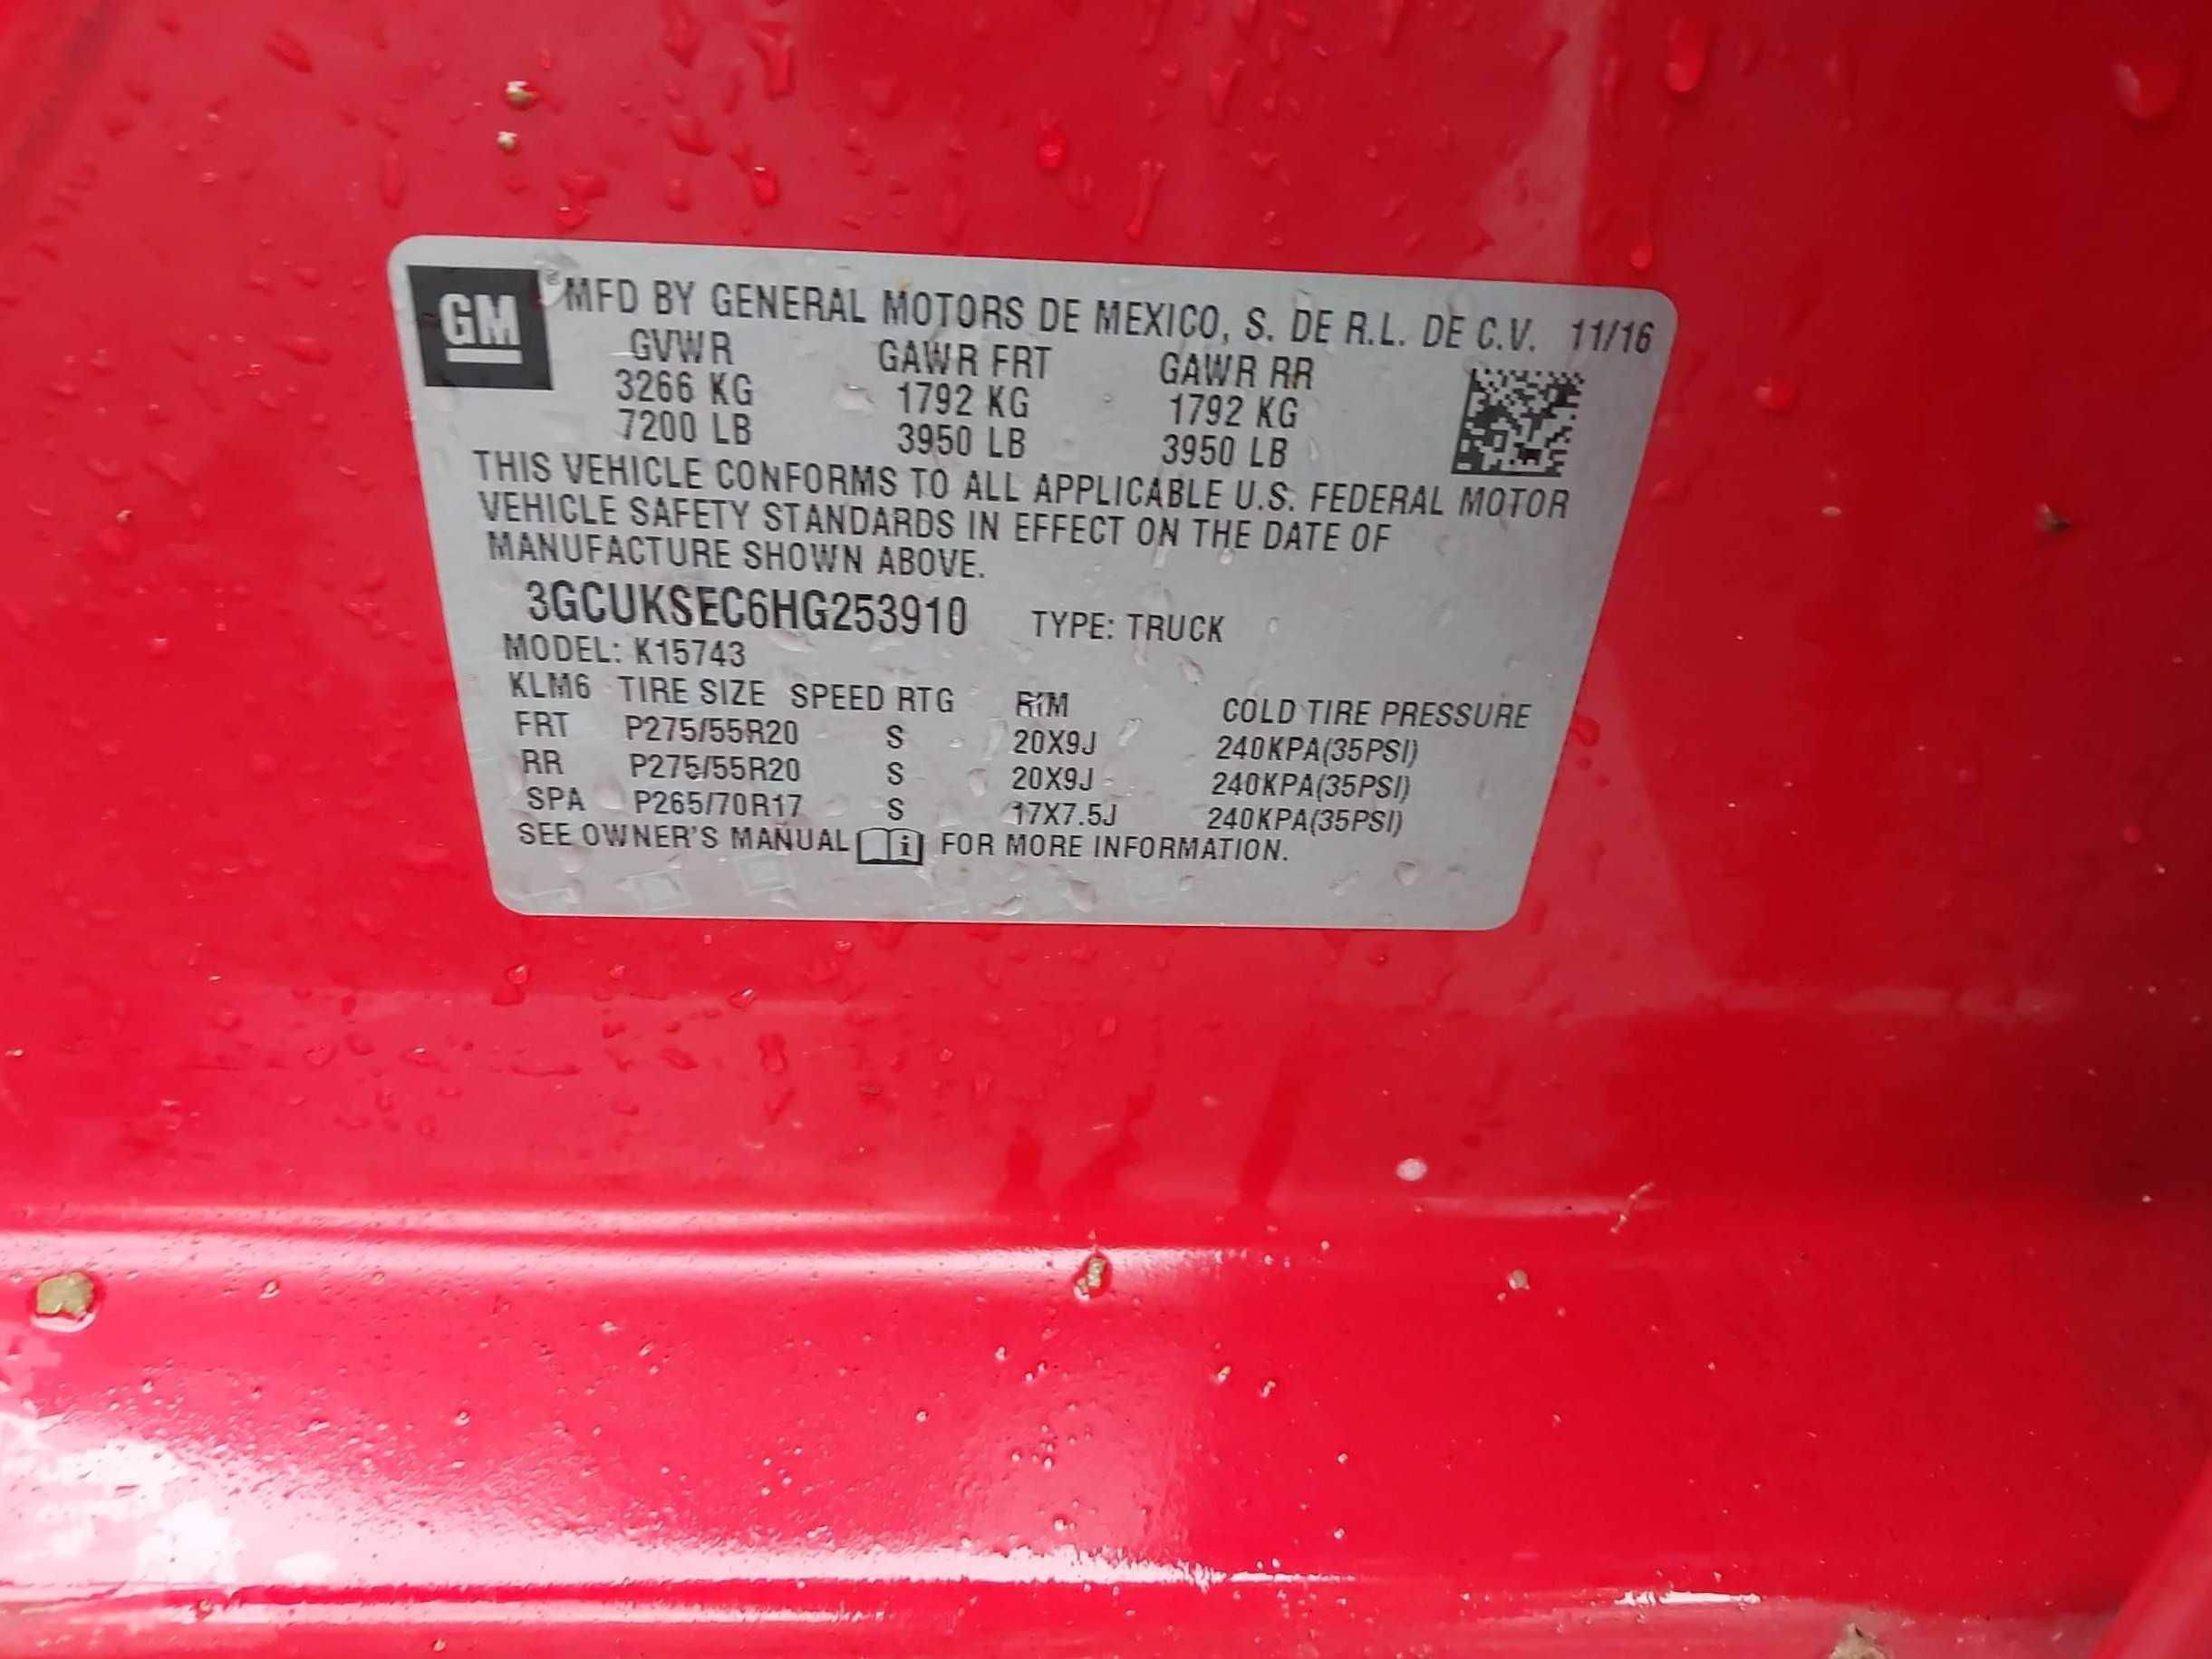 GM ® MFD BY GENERAL MOTORS DE MEXICO, S. DE R.L. DE C.V. 11/16
GVWR GAWR FRT GAWR RR
3266 KG 1792 KG 1792 KG
7200 LB 3950 LB 3950 LB
THIS VEHICLE CONFORMS TO ALL APPLICABLE U.S. FEDERAL MOTOR
VEHICLE SAFETY STANDARDS IN EFFECT ON THE DATE OF
MANUFACTURE SHOWN ABOVE.
3GCUKSEC6HG253910 TYPE: TRUCK
MODEL: K15743
KLM6 TIRE SIZE SPEED RTG RIM COLD TIRE PRESSURE
FRT P275/55R20 S 20X9J 240KPA(35PSI)
RR P275/55R20 S 20X9J 240KPA(35PSI)
SPA P265/70R17 S 17X7.5J 240KPA(35PSI)
SEE OWNER'S MANUAL i FOR MORE INFORMATION.